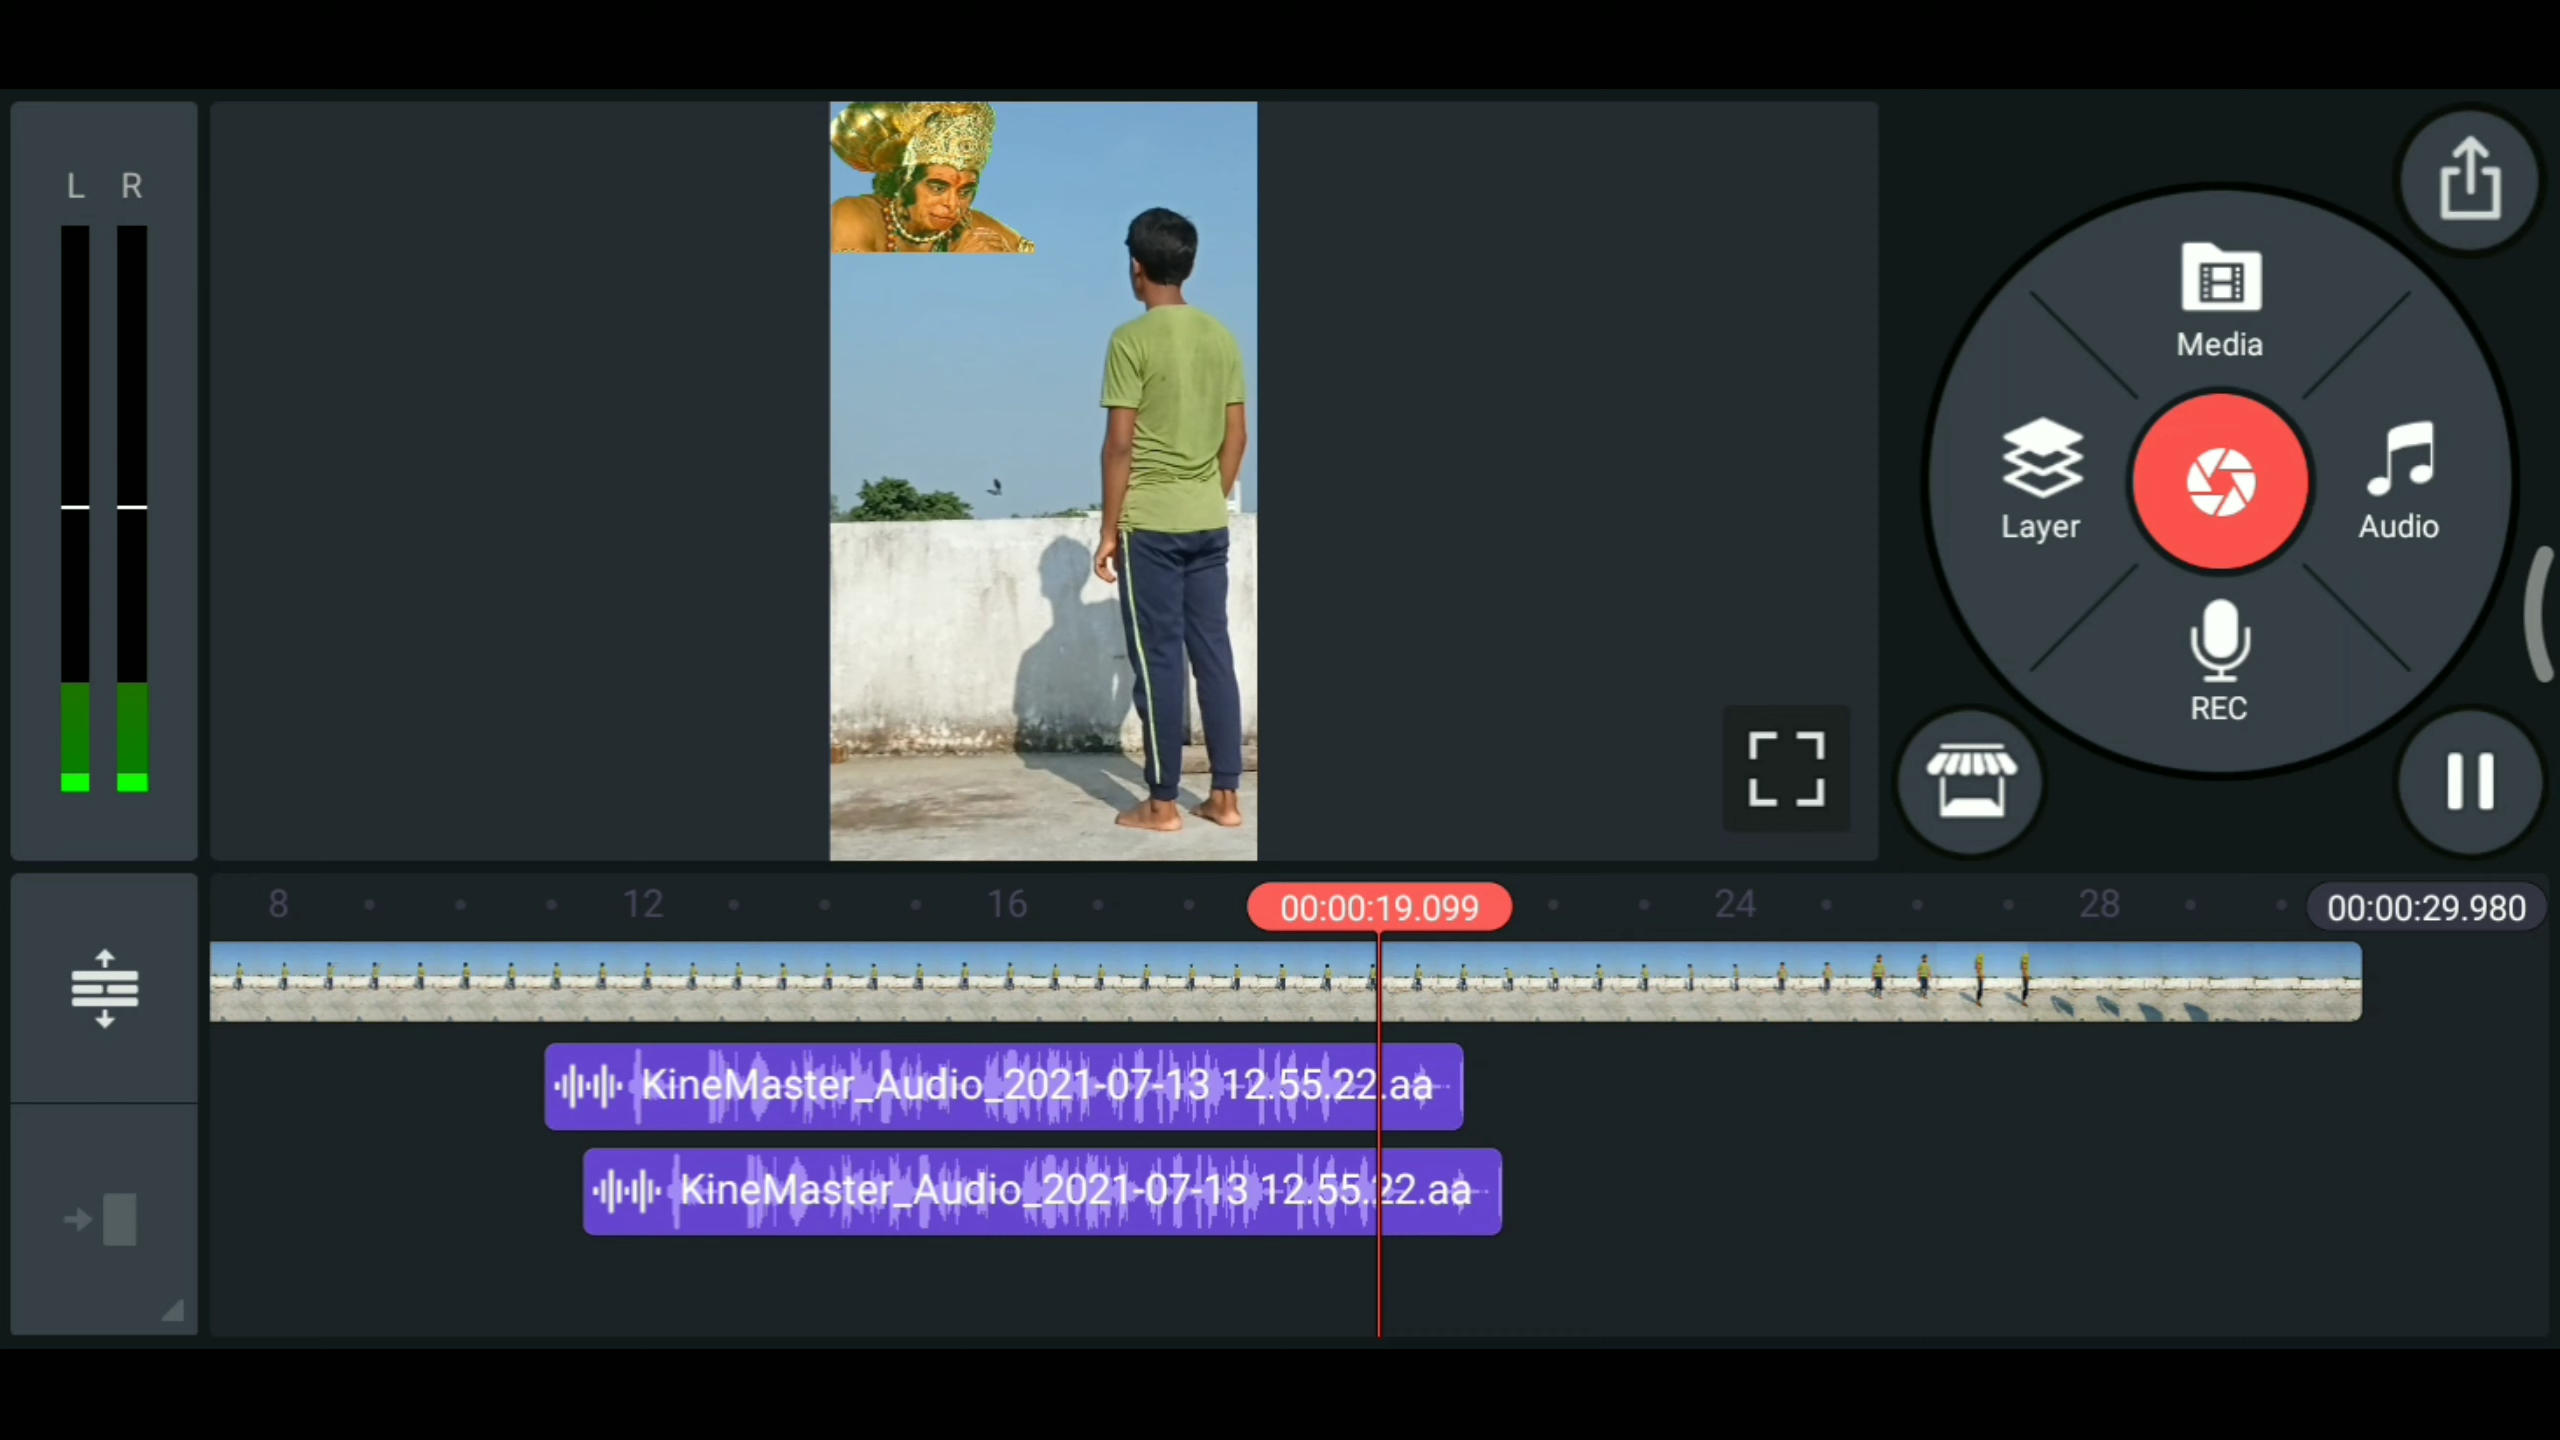 L R
Media
Layer
Audio
REC
8 12 16 00:00:19.099 24 28 00:00:29.980
KineMaster_Audio_2021-07-13 12.55.22.aa
KineMaster_Audio_2021-07-13 12.55.22.aa